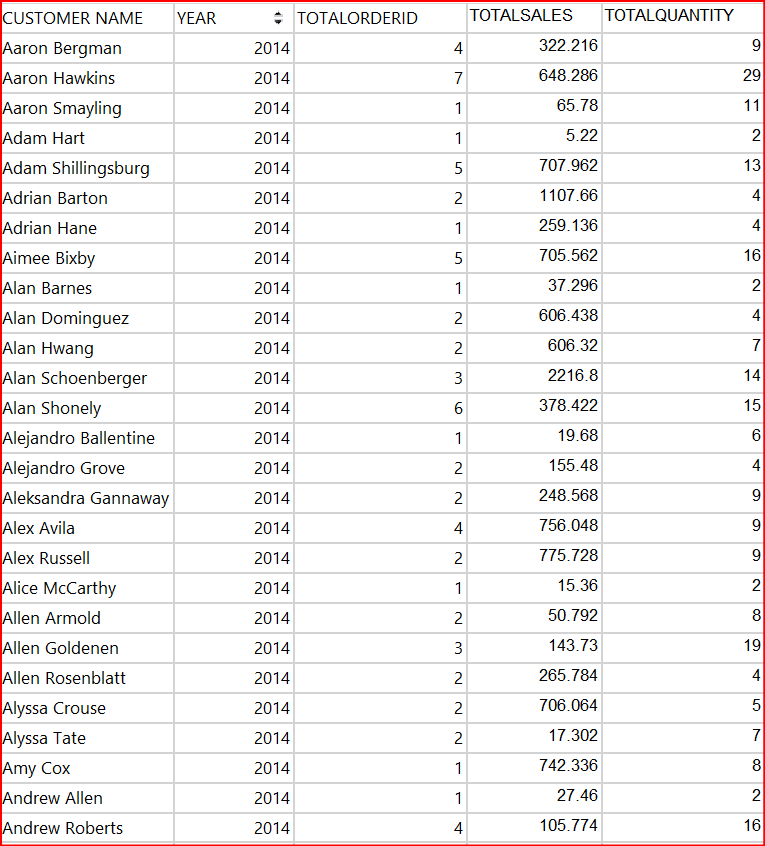 CUSTOMER NAME YEAR TOTALORDERID TOTALSALES TOTALQUANTITY
Aaron Bergman 2014 4 322.216 9
Aaron Hawkins 2014 7 648.286 29
Aaron Smayling 2014 1 65.78 11
Adam Hart 2014 1 5.22 2
Adam Shillingsburg 2014 5 707.962 13
Adrian Barton 2014 2 1107.66 4
Adrian Hane 2014 1 259.136 4
Aimee Bixby 2014 5 705.562 16
Alan Barnes 2014 1 37.296 2
Alan Dominguez 2014 2 606.438 4
Alan Hwang 2014 2 606.32 7
Alan Schoenberger 2014 3 2216.8 14
Alan Shonely 2014 6 378.422 15
Alejandro Ballentine 2014 1 19.68 6
Alejandro Grove 2014 2 155.48 4
Aleksandra Gannaway 2014 2 248.568 9
Alex Avila 2014 4 756.048 9
Alex Russell 2014 2 775.728 9
Alice McCarthy 2014 1 15.36 2
Allen Armold 2014 2 50.792 8
Allen Goldenen 2014 3 143.73 19
Allen Rosenblatt 2014 2 265.784 4
Alyssa Crouse 2014 2 706.064 5
Alyssa Tate 2014 2 17.302 7
Amy Cox 2014 1 742.336 8
Andrew Allen 2014 1 27.46 2
Andrew Roberts 2014 4 105.774 16